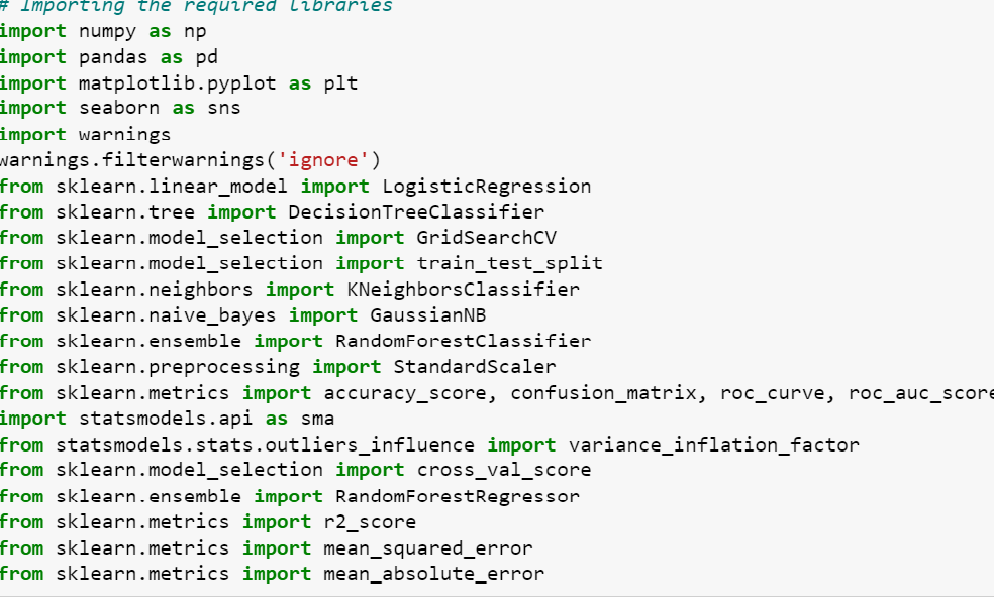 # Importing the required libraries
import numpy as np
import pandas as pd
import matplotlib.pyplot as plt
import seaborn as sns
import warnings
warnings.filterwarnings('ignore')
from sklearn.linear_model import LogisticRegression
from sklearn.tree import DecisionTreeClassifier
from sklearn.model_selection import GridSearchCV
from sklearn.model_selection import train_test_split
from sklearn.neighbors import KNeighborsClassifier
from sklearn.naive_bayes import GaussianNB
from sklearn.ensemble import RandomForestClassifier
from sklearn.preprocessing import StandardScaler
from sklearn.metrics import accuracy_score, confusion_matrix, roc_curve, roc_auc_score
import statsmodels.api as sma
from statsmodels.stats.outliers_influence import variance_inflation_factor
from sklearn.model_selection import cross_val_score
from sklearn.ensemble import RandomForestRegressor
from sklearn.metrics import r2_score
from sklearn.metrics import mean_squared_error
from sklearn.metrics import mean_absolute_error